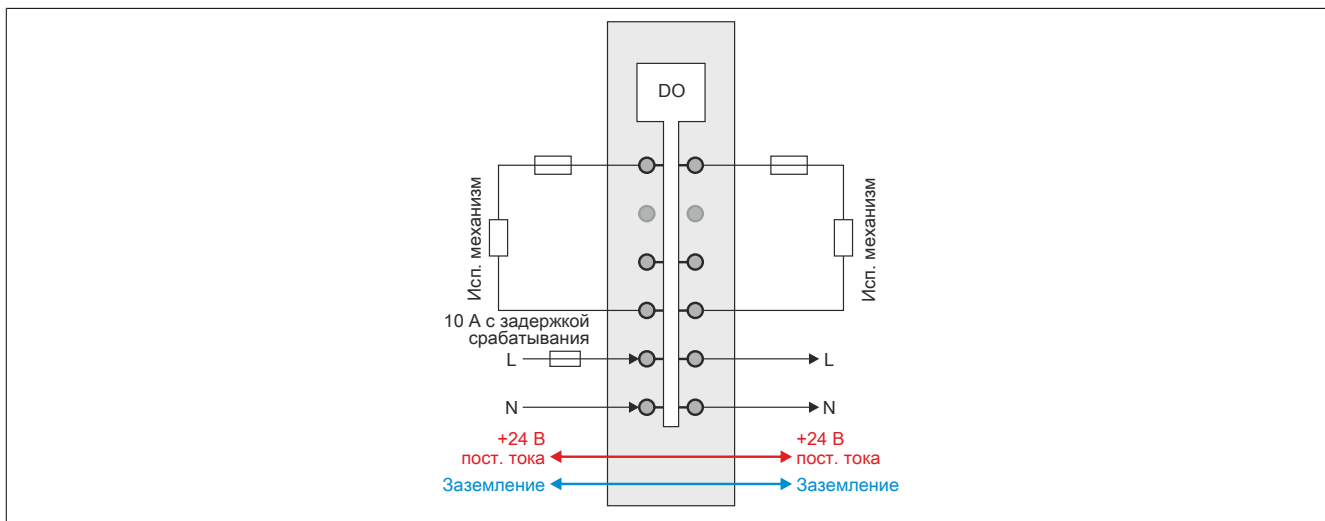 DO
Исп. механизм
Исп. механизм
10 А с задержкой
срабатывания
L
L
N
N
+24 В
пост. тока
+24 В
пост. тока
Заземление
Заземление